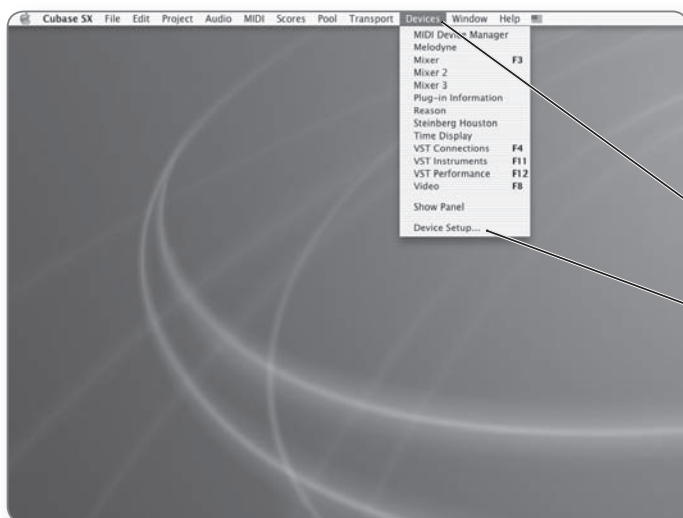 Cubase SX File Edit Project Audio MIDI Scores Pool Transport Devices Window Help
MIDI Device Manager
Melodyne
Mixer F3
Mixer 2
Mixer 3
Plug-in Information
Reason
Steinberg Houston
Time Display
VST Connections F4
VST Instruments F11
VST Performance F12
Video F8
Show Panel
Device Setup...